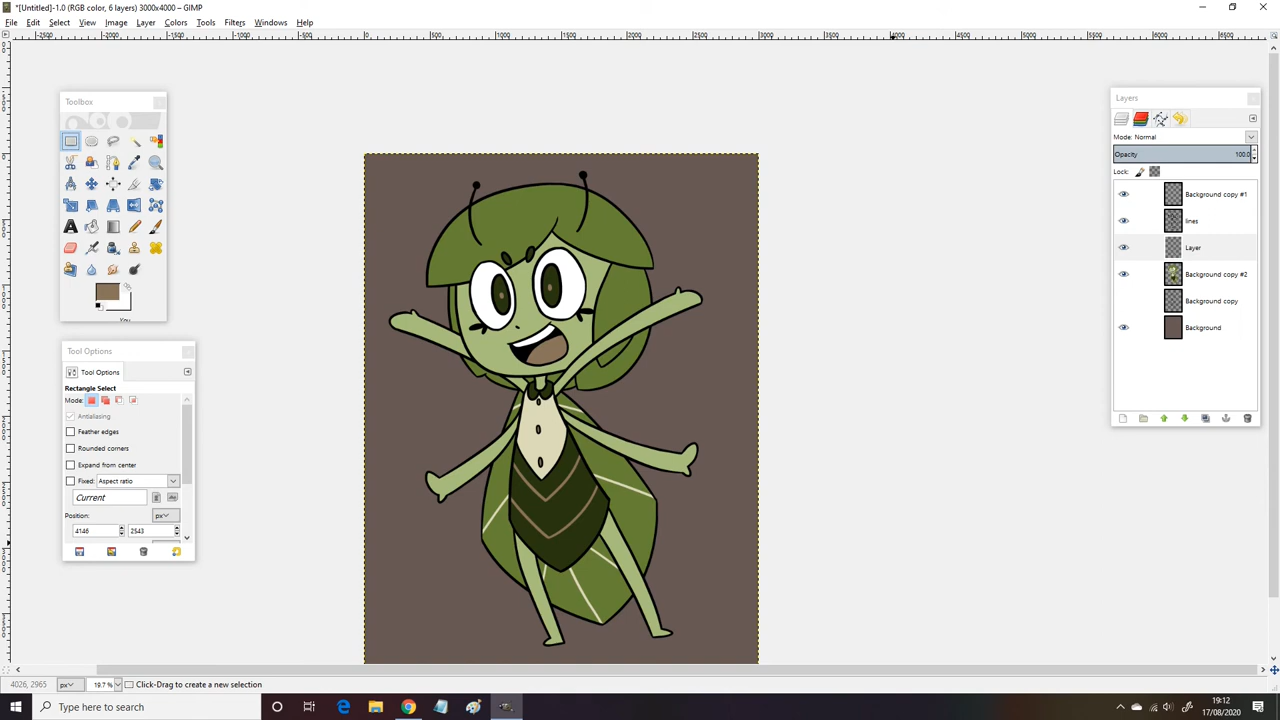 *[Untitled]-1.0 (RGB color, 6 layers) 3000x4000 – GIMP
File Edit Select View Image Layer Colors Tools Filters Windows Help
Toolbox
You
Tool Options
Tool Options
Rectangle Select
Mode:
Antialiasing
Feather edges
Rounded corners
Expand from center
Fixed: Aspect ratio
Current
Position: px
4146 2543
Layers
Mode: Normal
Opacity 100.0
Lock:
Background copy #1
lines
Layer
Background copy #2
Background copy
Background
4026, 2965 px 19.7 % Click-Drag to create a new selection
Type here to search
19:12
17/08/2020